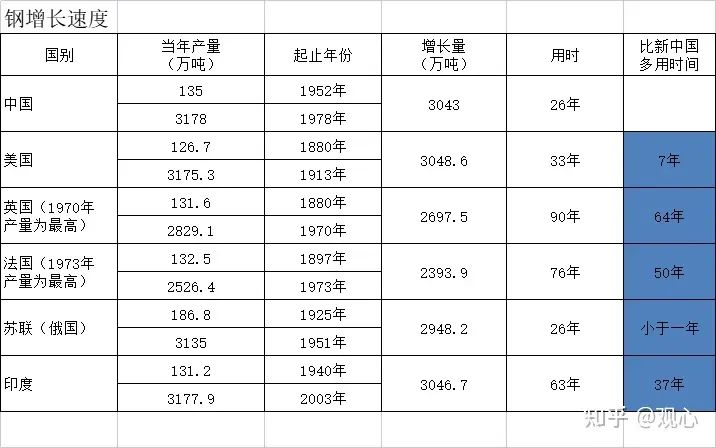 钢增长速度
国别 当年产量（万吨） 起止年份 增长量（万吨） 用时 比新中国多用时间
中国 135 1952年 3043 26年
3178 1978年
美国 126.7 1880年 3048.6 33年 7年
3175.3 1913年
英国（1970年产量为最高） 131.6 1880年 2697.5 90年 64年
2829.1 1970年
法国（1973年产量为最高） 132.5 1897年 2393.9 76年 50年
2526.4 1973年
苏联（俄国） 186.8 1925年 2948.2 26年 小于一年
3135 1951年
印度 131.2 1940年 3046.7 63年 37年
3177.9 2003年
知乎 @观心